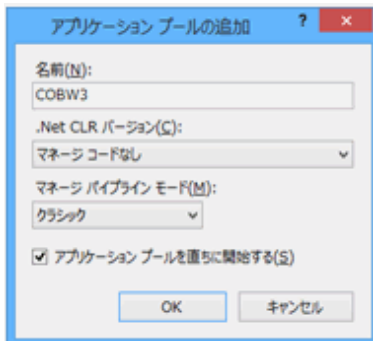 アプリケーション プールの追加 ? ×
名前(N):
COBW3
.Net CLR バージョン(C):
マネージ コードなし
マネージ パイプライン モード(M):
クラシック
アプリケーション プールを直ちに開始する(S)
OK キャンセル